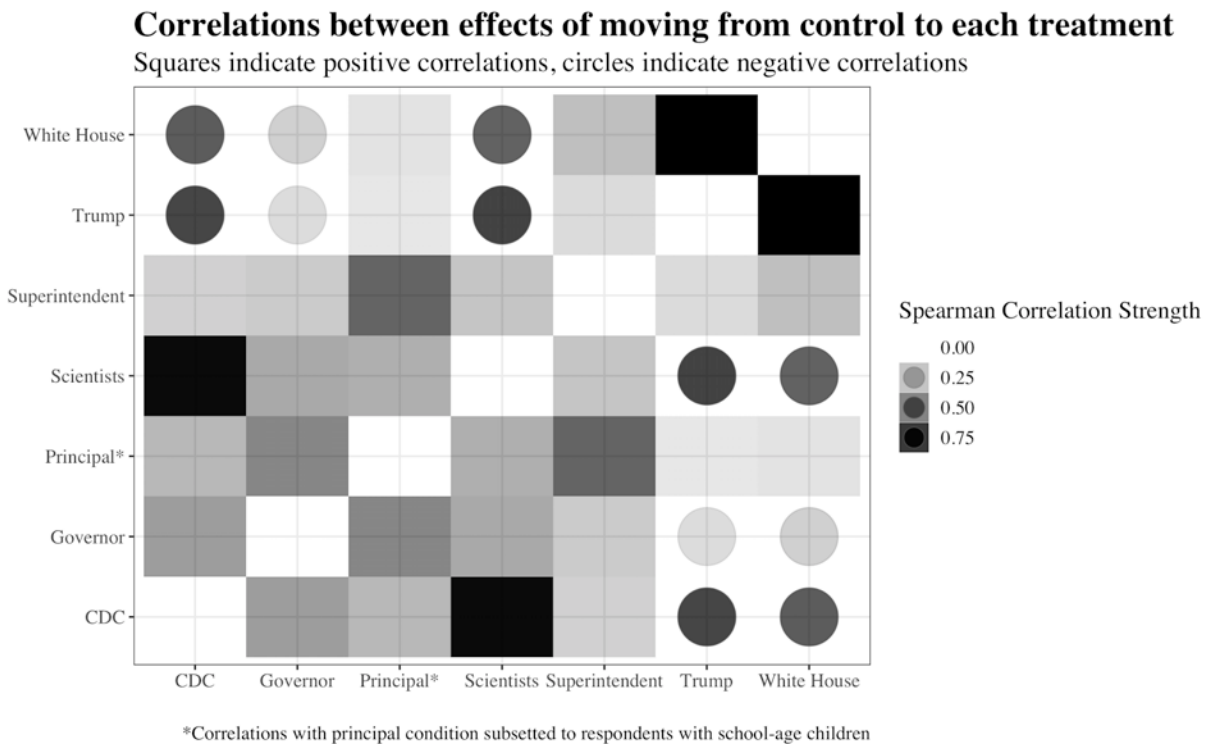 Correlations between effects of moving from control to each treatment
Squares indicate positive correlations, circles indicate negative correlations
White House
Trump
Superintendent
Scientists
Principal*
Governor
CDC
CDC Governor Principal* Scientists Superintendent Trump White House
Spearman Correlation Strength
0.00
0.25
0.50
0.75
*Correlations with principal condition subsetted to respondents with school-age children